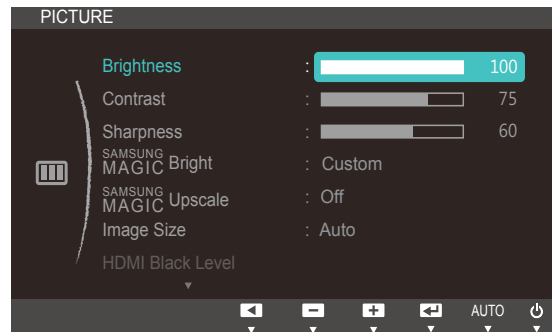 PICTURE
Brightness : 100
Contrast : 75
Sharpness : 60
SAMSUNG
MAGIC Bright : Custom
SAMSUNG
MAGIC Upscale : Off
Image Size : Auto
HDMI Black Level
AUTO